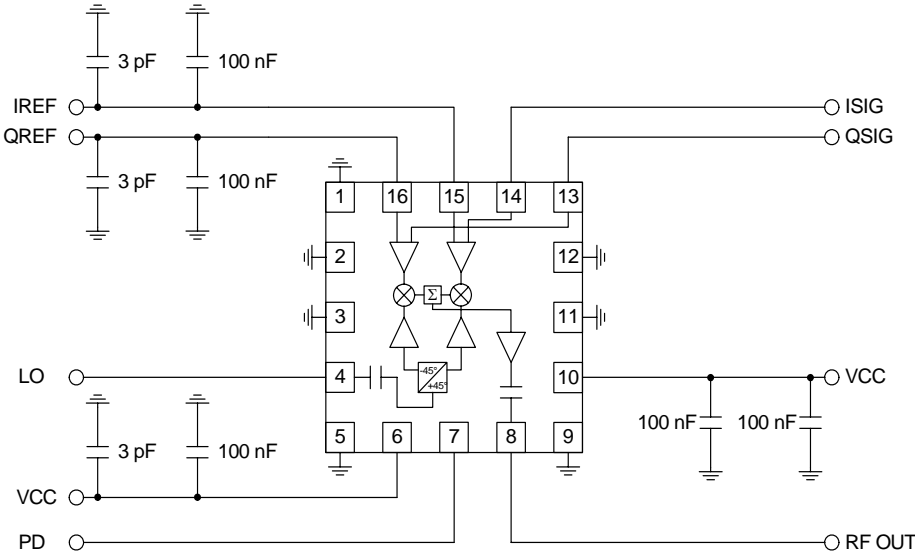 3 pF 100 nF
IREF ISIG
QREF QSIG
3 pF 100 nF
1 16 15 14 13
2 12
Σ
3 11
-45°
+45°
LO 4 10 VCC
100 nF 100 nF
3 pF 100 nF
5 6 7 8 9
VCC
PD RF OUT